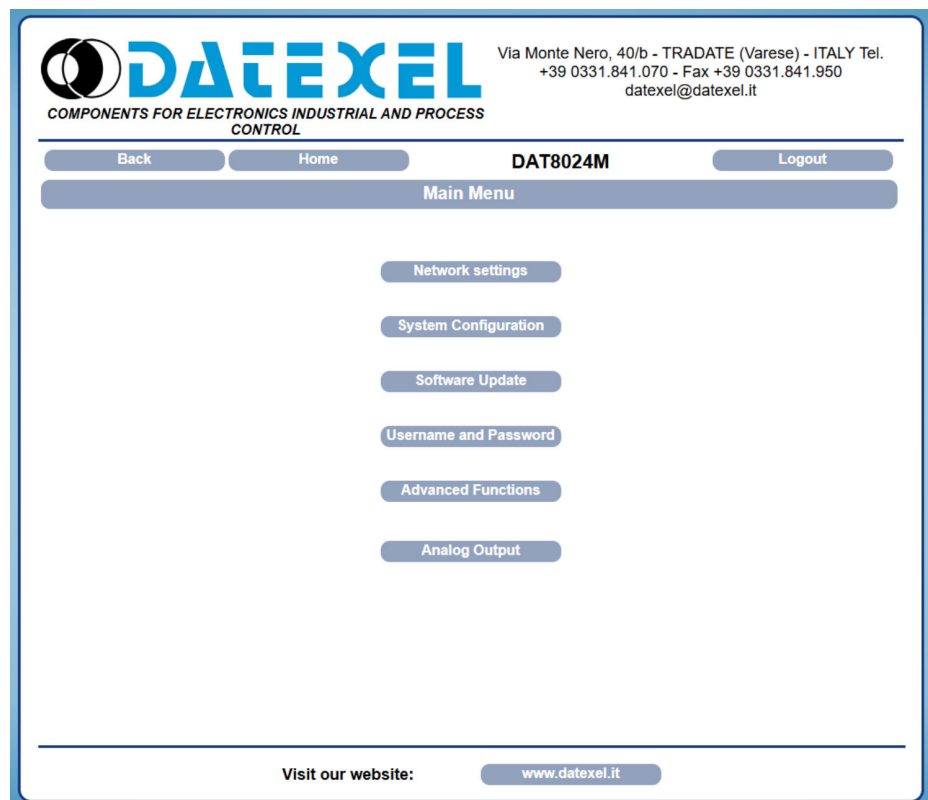 DATEXEL
COMPONENTS FOR ELECTRONICS INDUSTRIAL AND PROCESS
CONTROL
Via Monte Nero, 40/b - TRADATE (Varese) - ITALY Tel.
+39 0331.841.070 - Fax +39 0331.841.950
datexel@datexel.it
Back Home DAT8024M Logout
Main Menu
Network settings
System Configuration
Software Update
Username and Password
Advanced Functions
Analog Output
Visit our website: www.datexel.it